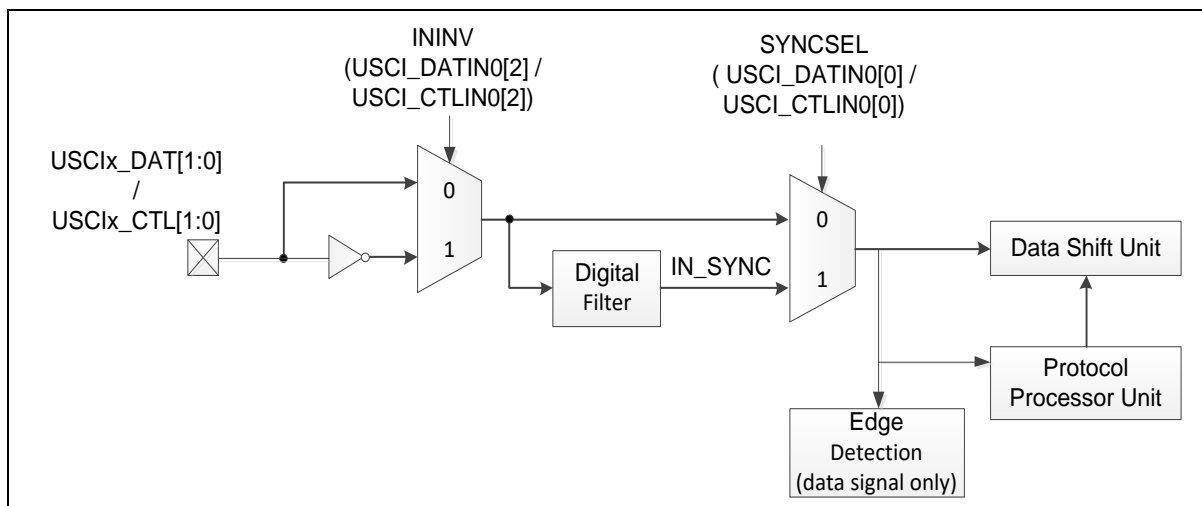 ININV
(USCI_DATIN0[2] /
USCI_CTLIN0[2])
SYNCSEL
( USCI_DATIN0[0] /
USCI_CTLIN0[0])
USCIx_DAT[1:0]
/
USCIx_CTL[1:0]
0
1
0
1
Digital
Filter
IN_SYNC
Data Shift Unit
Protocol
Processor Unit
Edge
Detection
(data signal only)